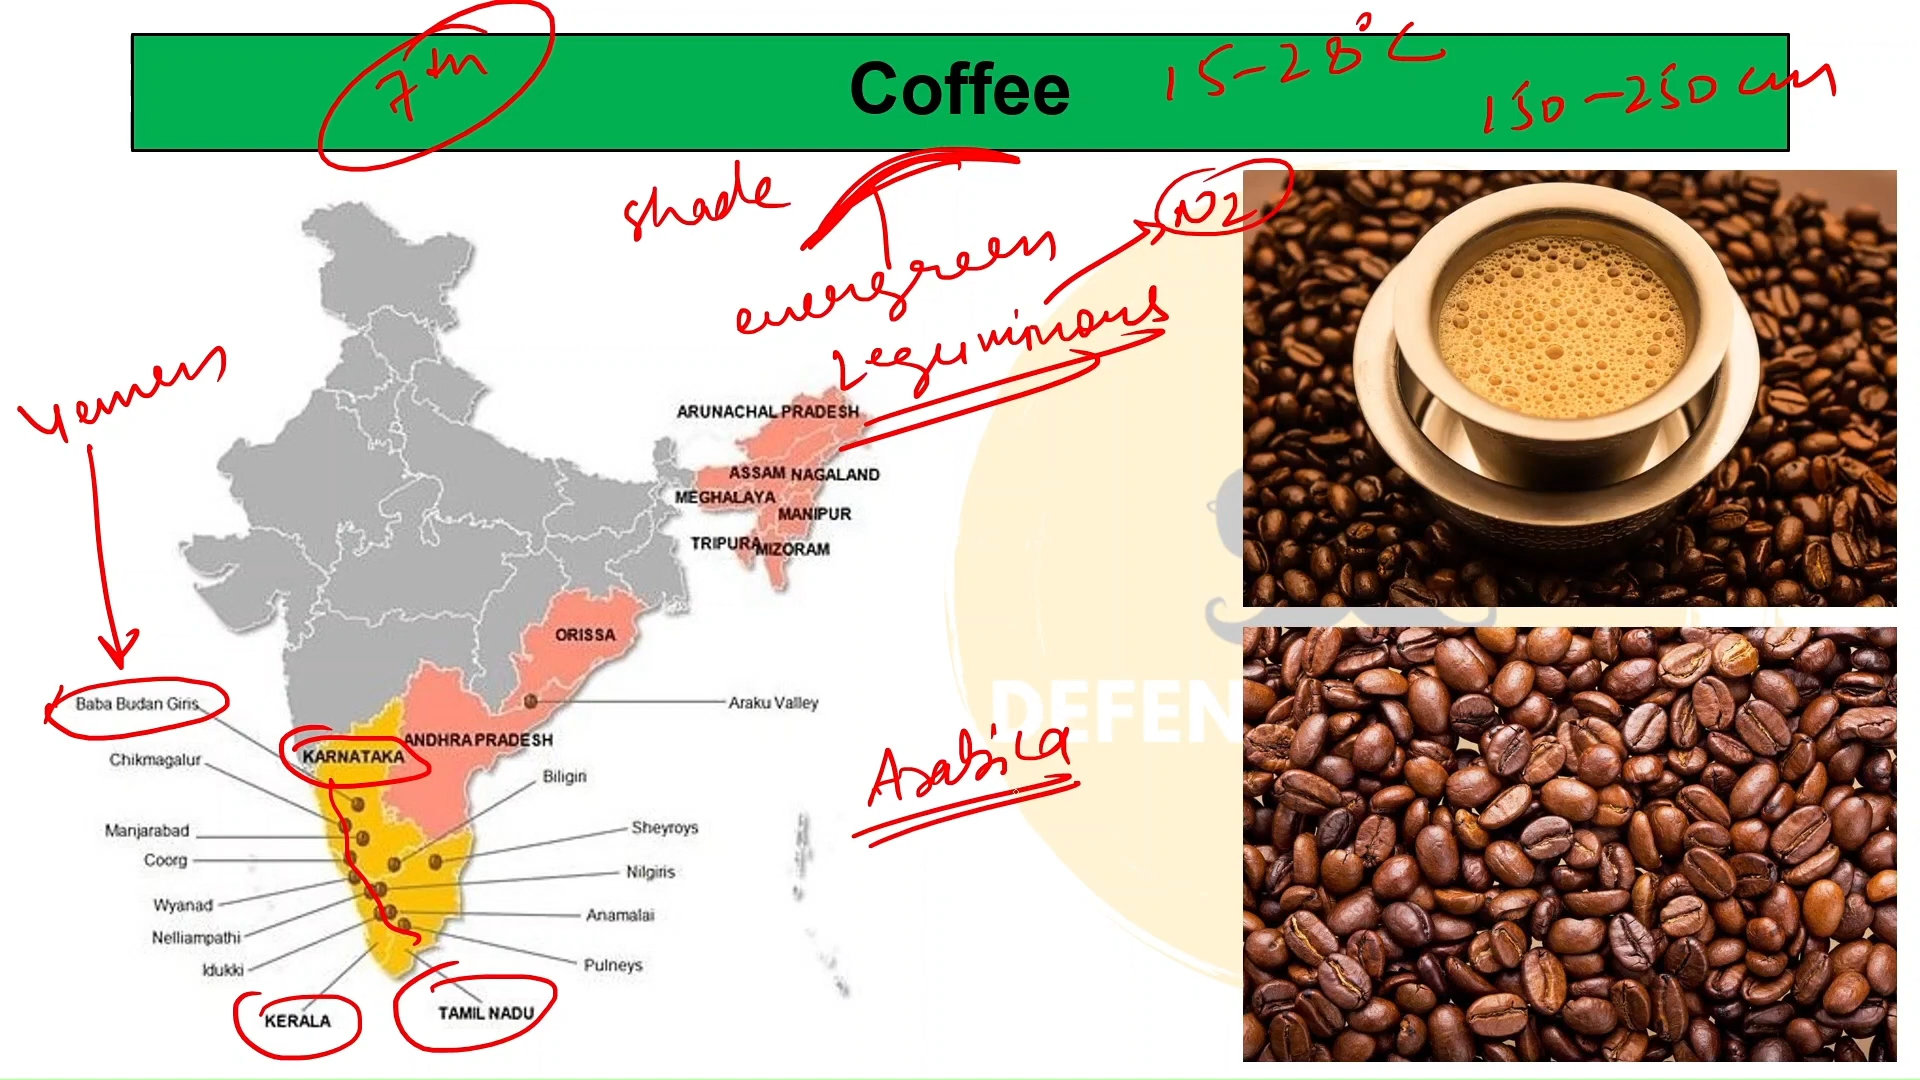 7th
Coffee
15-28°C
150-250 cm
shade
N2
evergreen
Leguminous
Yemen
ARUNACHAL PRADESH
ASSAM NAGALAND
MEGHALAYA
MANIPUR
TRIPURA MIZORAM
ORISSA
Baba Budan Giris
Araku Valley
KARNATAKA
ANDHRA PRADESH
Chikmagalur
Biligiri
Arabica
DEFEN
Manjarabad
Sheyroys
Coorg
Nilgiris
Wyanad
Anamalai
Nelliampathi
Idukki
Pulneys
KERALA
TAMIL NADU